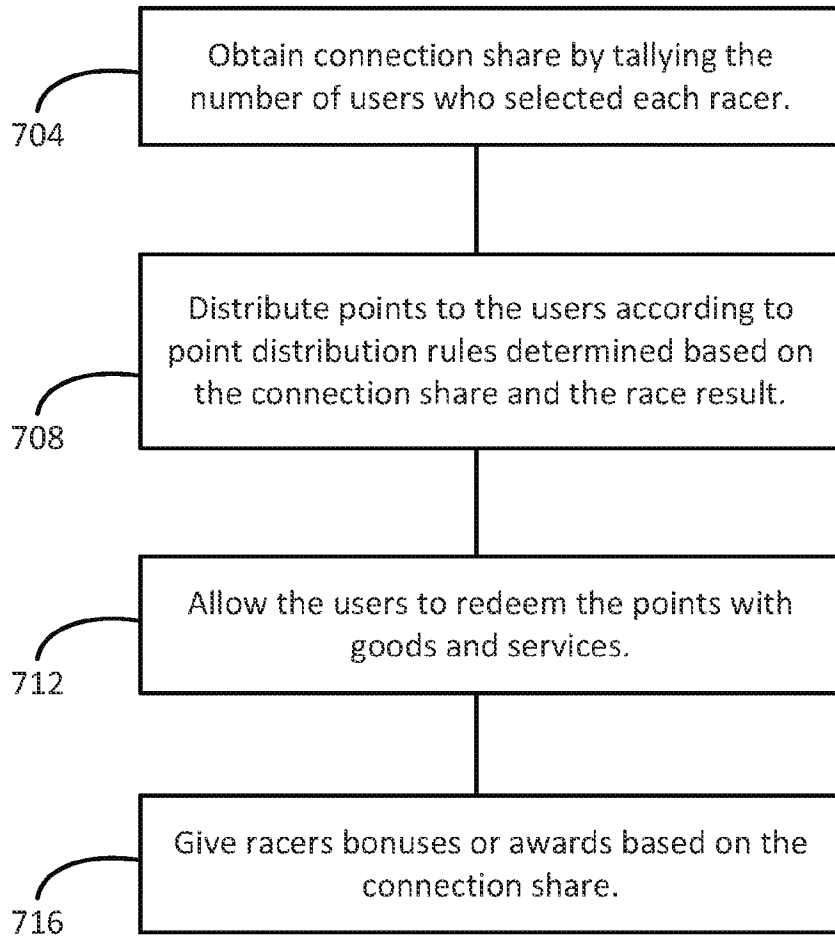 Obtain connection share by tallying the
number of users who selected each racer.
704
Distribute points to the users according to
point distribution rules determined based on
the connection share and the race result.
708
Allow the users to redeem the points with
goods and services.
712
Give racers bonuses or awards based on the
connection share.
716